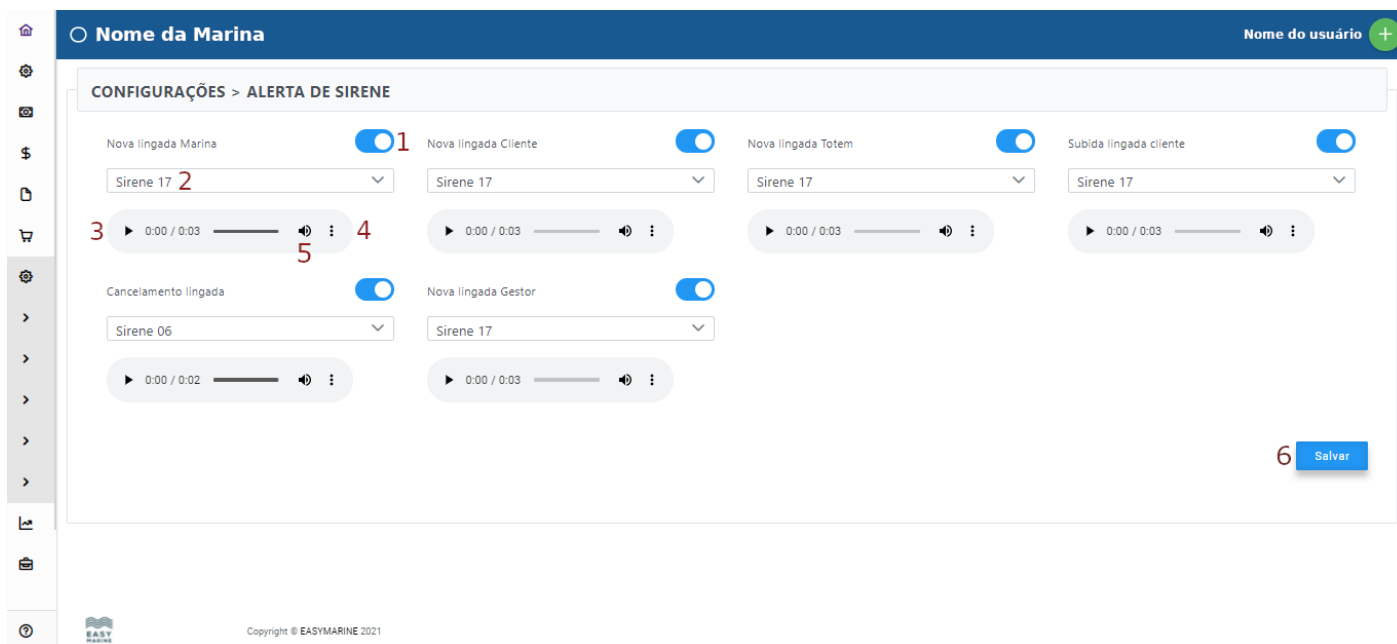 Nome da Marina
Nome do usuário
CONFIGURAÇÕES > ALERTA DE SIRENE
Nova lingada Marina 1 Nova lingada Cliente Nova lingada Totem Subida lingada cliente
Sirene 17 2 Sirene 17 Sirene 17 Sirene 17
3 0:00 / 0:03 4 0:00 / 0:03 0:00 / 0:03 0:00 / 0:03
5
Cancelamento lingada Nova lingada Gestor
Sirene 06 Sirene 17
0:00 / 0:02 0:00 / 0:03
6 Salvar
EASY
MARINE
Copyright © EASYMARINE 2021